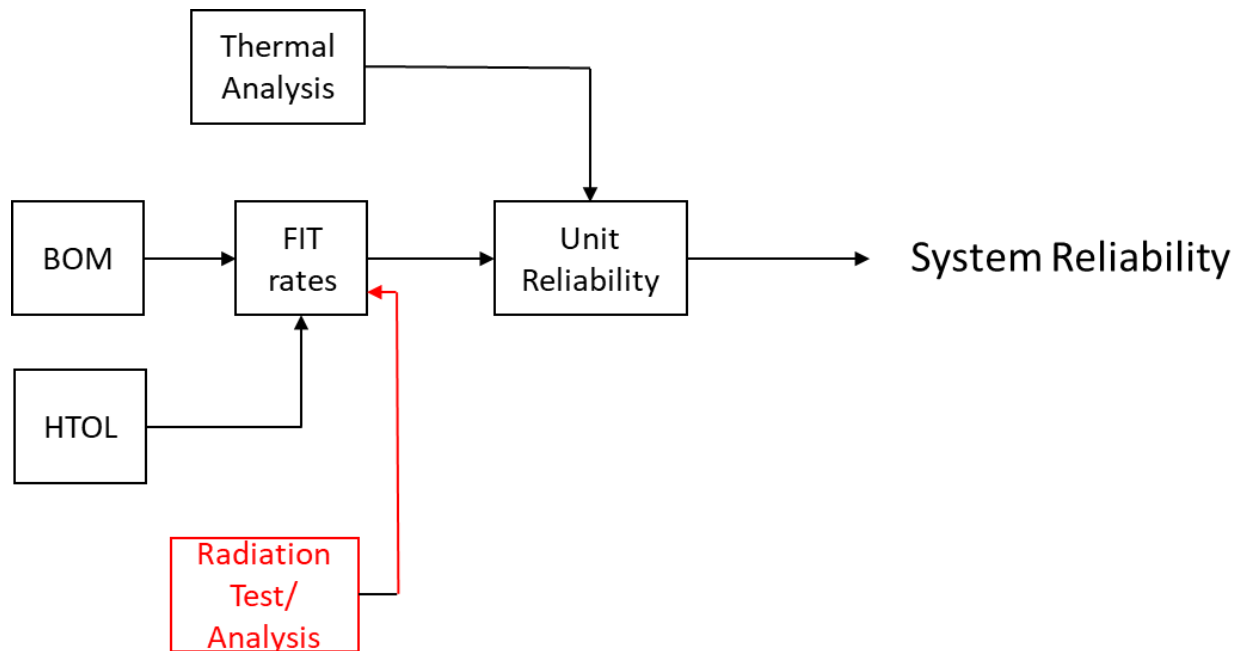 Thermal
Analysis
BOM
FIT
rates
Unit
Reliability
System Reliability
HTOL
Radiation
Test/
Analysis